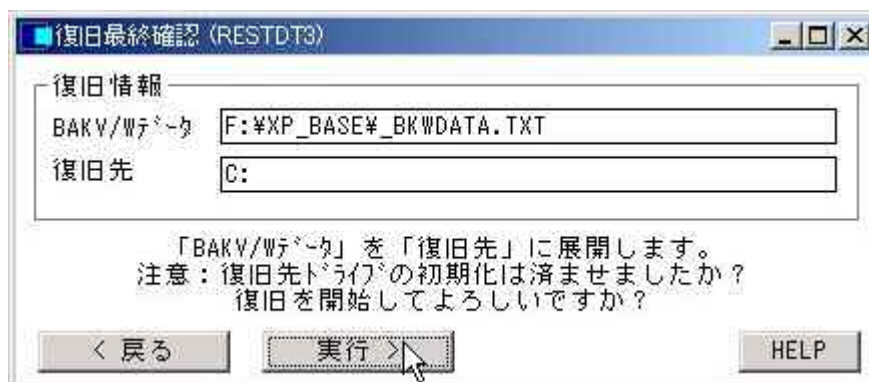 復旧最終確認 (RESTDT3)
復旧情報
BAKV/Wﾃﾞｰﾀ
F:¥XP_BASE¥_BKWDATA.TXT
復旧先
C:
「BAKV/Wﾃﾞｰﾀ」を「復旧先」に展開します。
注意：復旧先ﾄﾞﾗｲﾌﾞの初期化は済ませましたか？
復旧を開始してよろしいですか？
< 戻る
実行 >
HELP